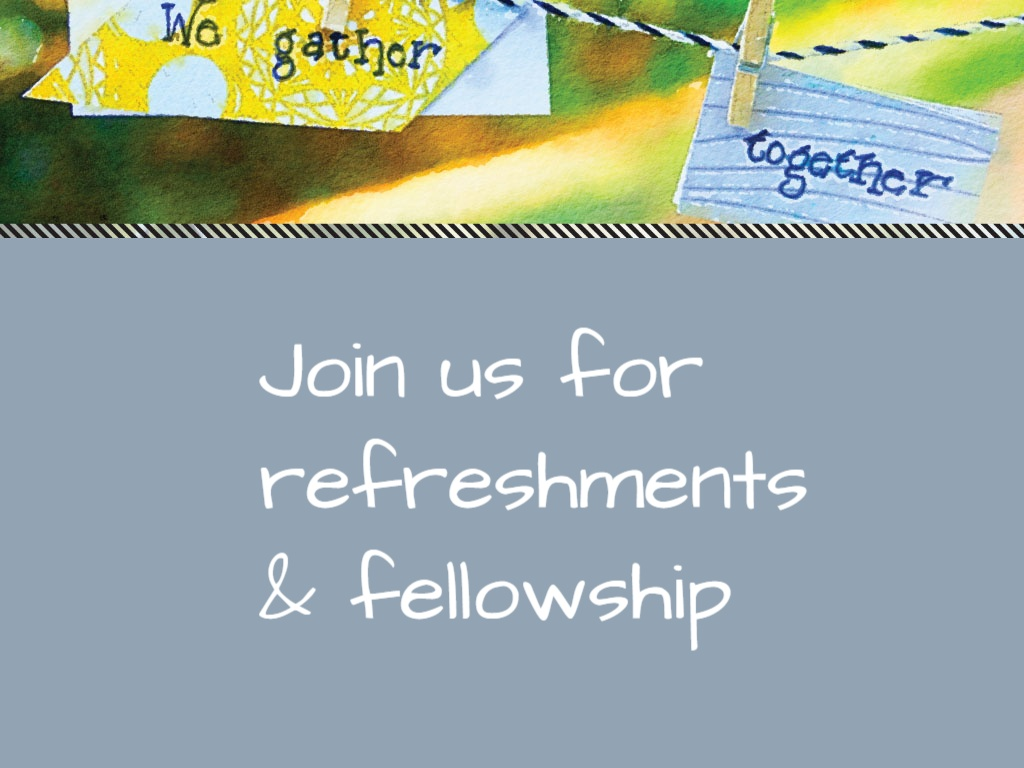 We gather
together
Join us for
refreshments
& fellowship